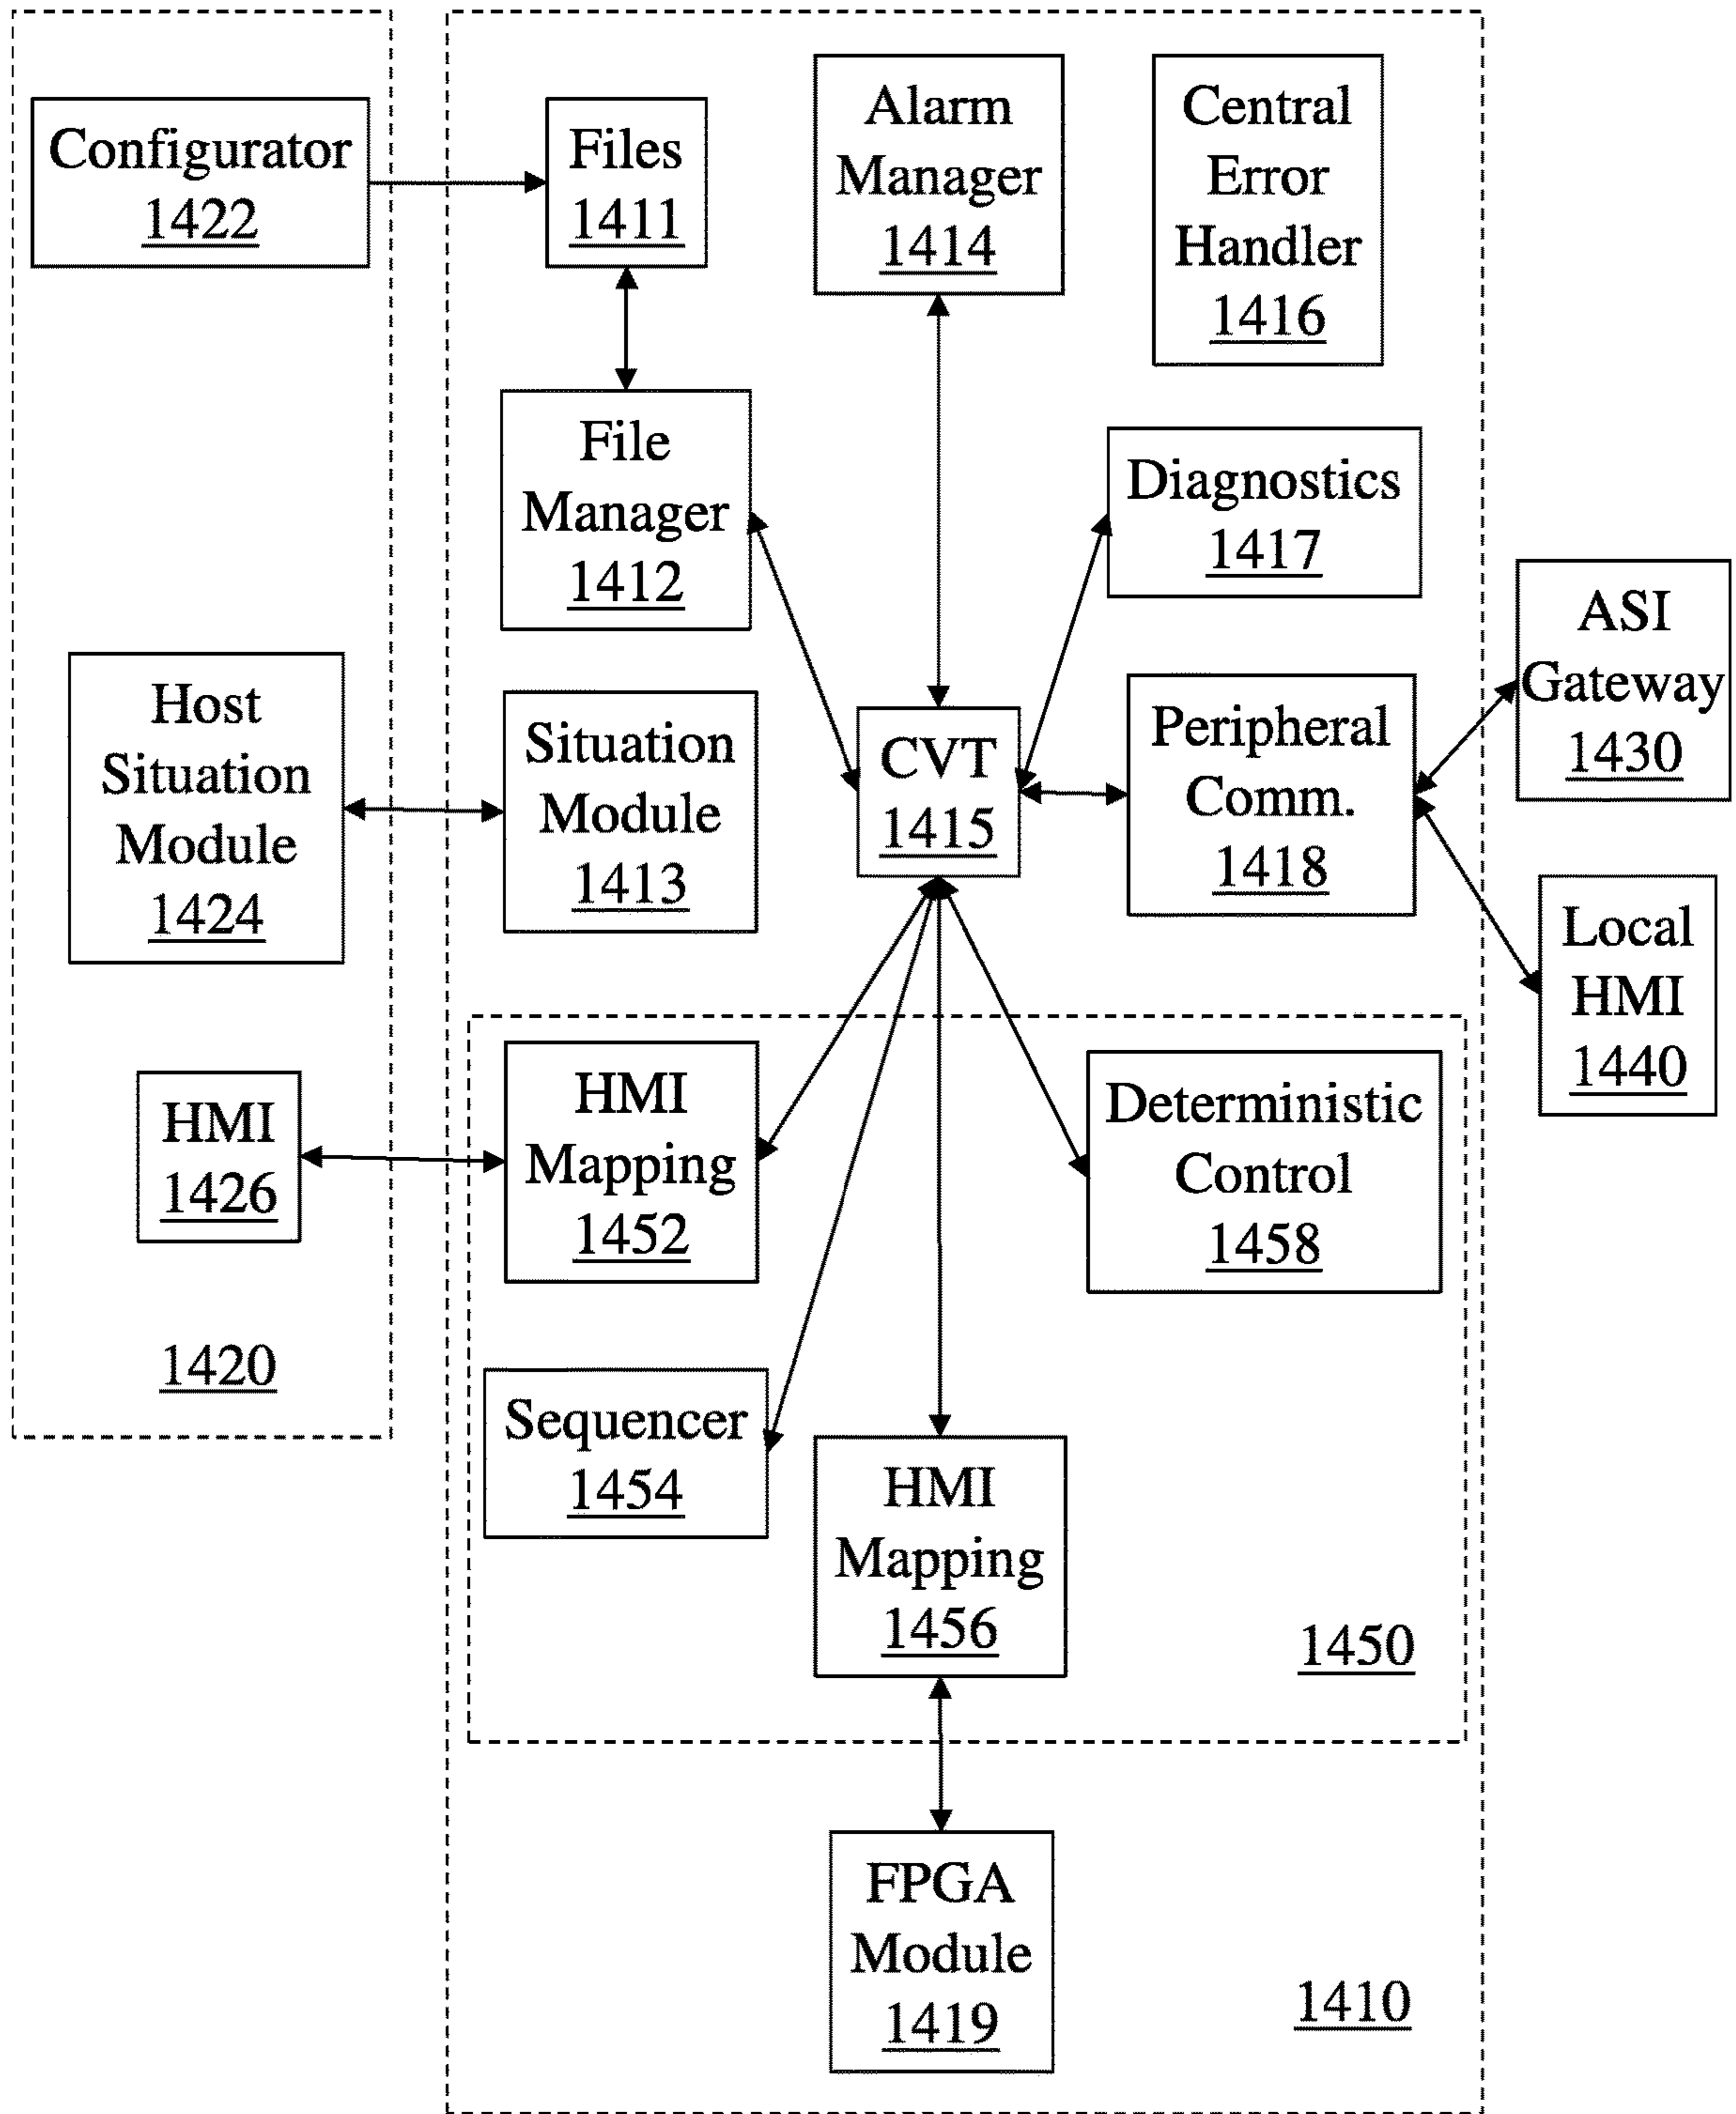 Configurator
1422
Files
1411
Alarm
Manager
1414
Central
Error
Handler
1416
File
Manager
1412
Diagnostics
1417
ASI
Gateway
1430
Host
Situation
Module
1424
Situation
Module
1413
CVT
1415
Peripheral
Comm.
1418
Local
HMI
1440
HMI
1426
HMI
Mapping
1452
Deterministic
Control
1458
1420
Sequencer
1454
HMI
Mapping
1456
1450
FPGA
Module
1419
1410